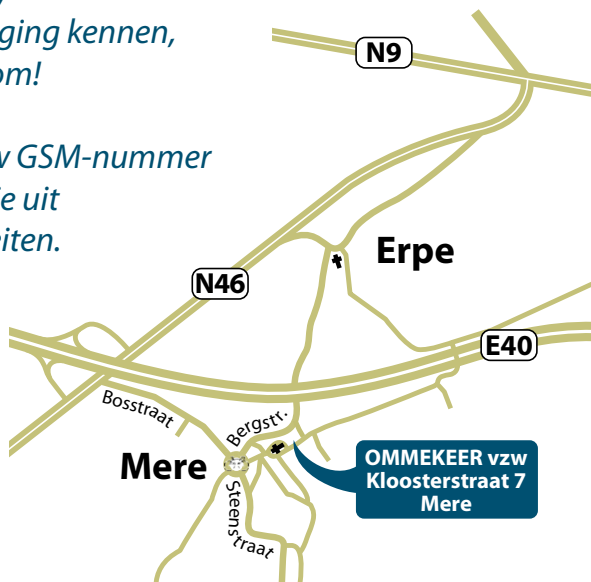 ging kennen,
om!
GSM-nummer
e uit
eiten.
N9
Erpe
N46
E40
Bosstraat
Bergstr.
Mere
Steenstraat
OMMEKEER vzw
Kloosterstraat 7
Mere